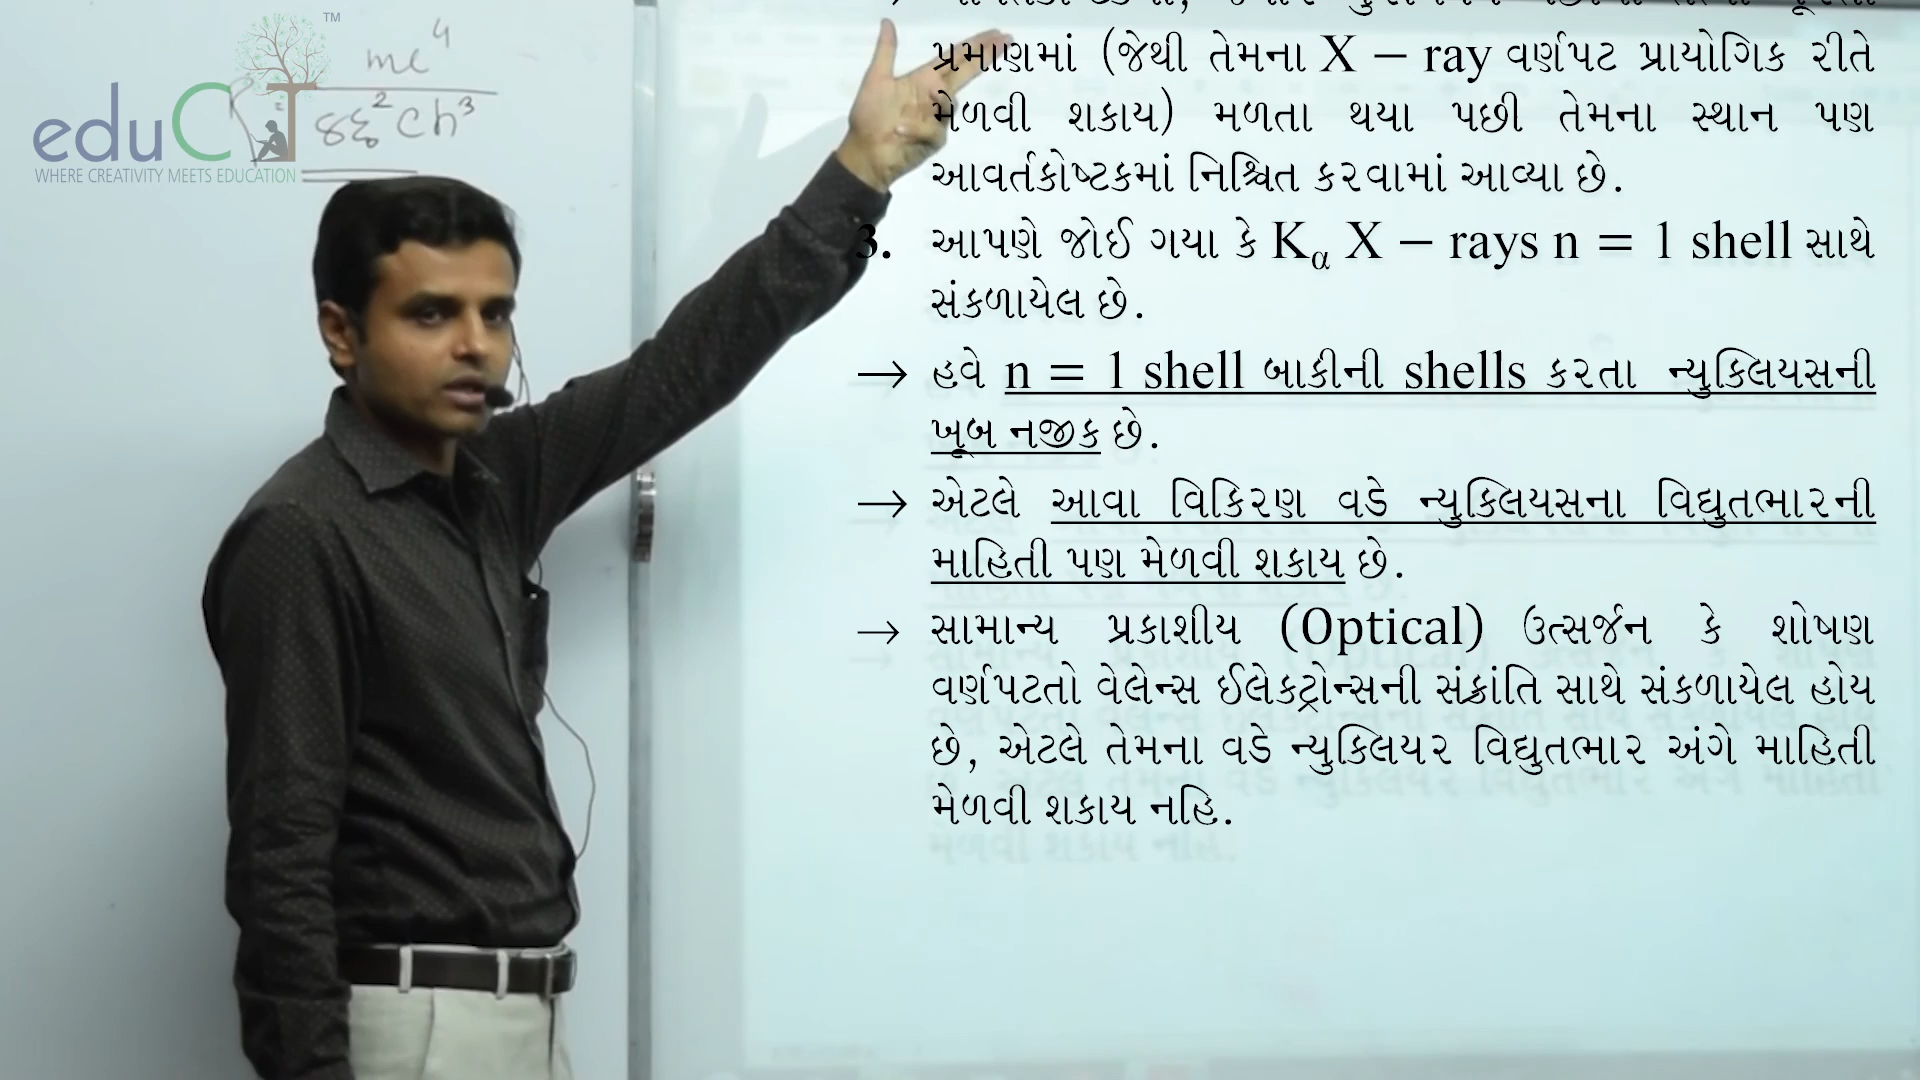 TM
me⁴
8ε₀²Ch³
eduCT
WHERE CREATIVITY MEETS EDUCATION
પ્રમાણમાં (જેથી તેમના X – ray વર્ણપટ પ્રાયોગિક રીતે
મેળવી શકાય) મળતા થયા પછી તેમના સ્થાન પણ
આવર્તકોષ્ટકમાં નિશ્ચિત કરવામાં આવ્યા છે.
3. આપણે જોઈ ગયા કે Kα X – rays n = 1 shell સાથે
સંકળાયેલ છે.
→ હવે n = 1 shell બાકીની shells કરતા ન્યુક્લિયસની
ખૂબ નજીક છે.
→ એટલે આવા વિકિરણ વડે ન્યુક્લિયસના વિદ્યુતભારની
માહિતી પણ મેળવી શકાય છે.
→ સામાન્ય પ્રકાશીય (Optical) ઉત્સર્જન કે શોષણ
વર્ણપટતો વેલેન્સ ઈલેક્ટ્રોન્સની સંક્રાંતિ સાથે સંકળાયેલ હોય
છે, એટલે તેમના વડે ન્યુક્લિયર વિદ્યુતભાર અંગે માહિતી
મેળવી શકાય નહિ.